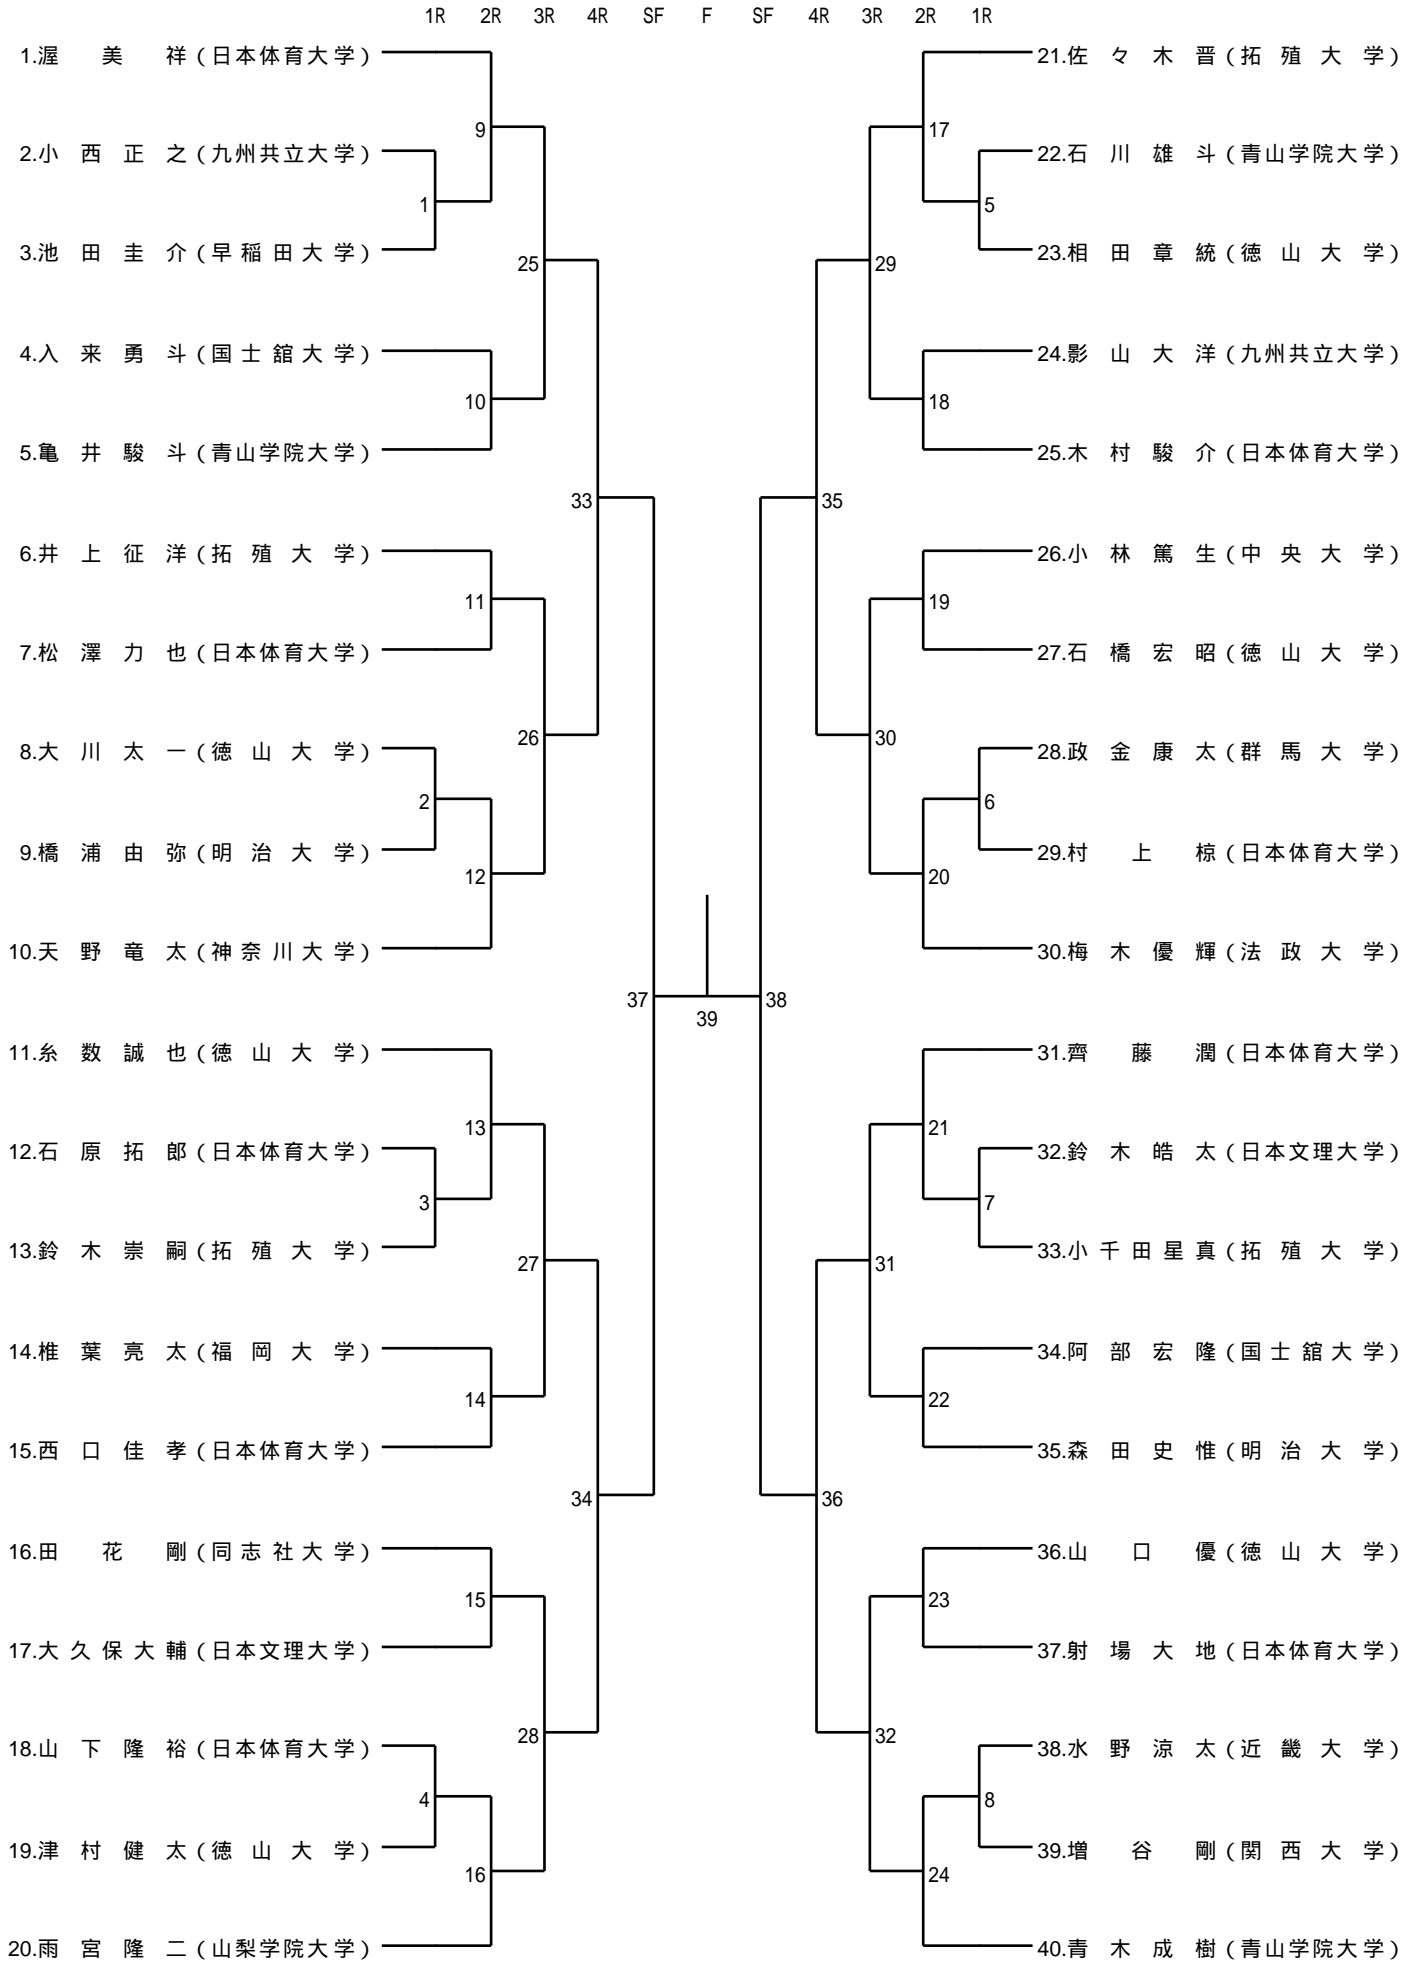 1R 2R 3R 4R SF F SF 4R 3R 2R 1R
1.渥美祥(日本体育大学)
2.小西正之(九州共立大学)
3.池田圭介(早稲田大学)
4.入来勇斗(国士舘大学)
5.亀井駿斗(青山学院大学)
6.井上征洋(拓殖大学)
7.松澤力也(日本体育大学)
8.大川太一(徳山大学)
9.橋浦由弥(明治大学)
10.天野竜太(神奈川大学)
11.糸数誠也(徳山大学)
12.石原拓郎(日本体育大学)
13.鈴木崇嗣(拓殖大学)
14.椎葉亮太(福岡大学)
15.西口佳孝(日本体育大学)
16.田花剛(同志社大学)
17.大久保大輔(日本文理大学)
18.山下隆裕(日本体育大学)
19.津村健太(徳山大学)
20.雨宮隆二(山梨学院大学)
1
2
3
4
9
10
11
12
13
14
15
16
25
26
27
28
33
34
37
39
38
35
36
29
30
31
32
17
18
19
20
21
22
23
24
5
6
7
8
21.佐々木晋(拓殖大学)
22.石川雄斗(青山学院大学)
23.相田章統(徳山大学)
24.影山大洋(九州共立大学)
25.木村駿介(日本体育大学)
26.小林篤生(中央大学)
27.石橋宏昭(徳山大学)
28.政金康太(群馬大学)
29.村上椋(日本体育大学)
30.梅木優輝(法政大学)
31.齊藤潤(日本体育大学)
32.鈴木皓太(日本文理大学)
33.小千田星真(拓殖大学)
34.阿部宏隆(国士舘大学)
35.森田史惟(明治大学)
36.山口優(徳山大学)
37.射場大地(日本体育大学)
38.水野涼太(近畿大学)
39.増谷剛(関西大学)
40.青木成樹(青山学院大学)